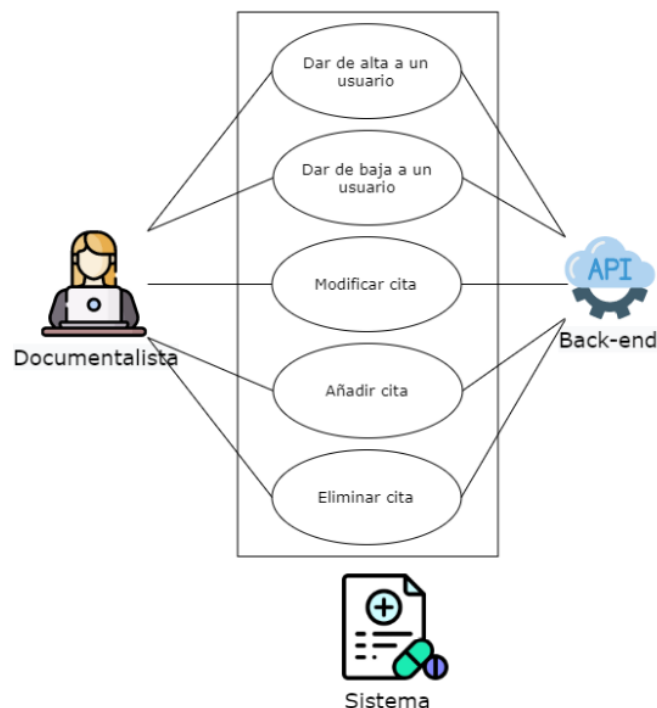 Dar de alta a un
usuario
Dar de baja a un
usuario
Modificar cita
API
Documentalista
Back-end
Añadir cita
Eliminar cita
Sistema